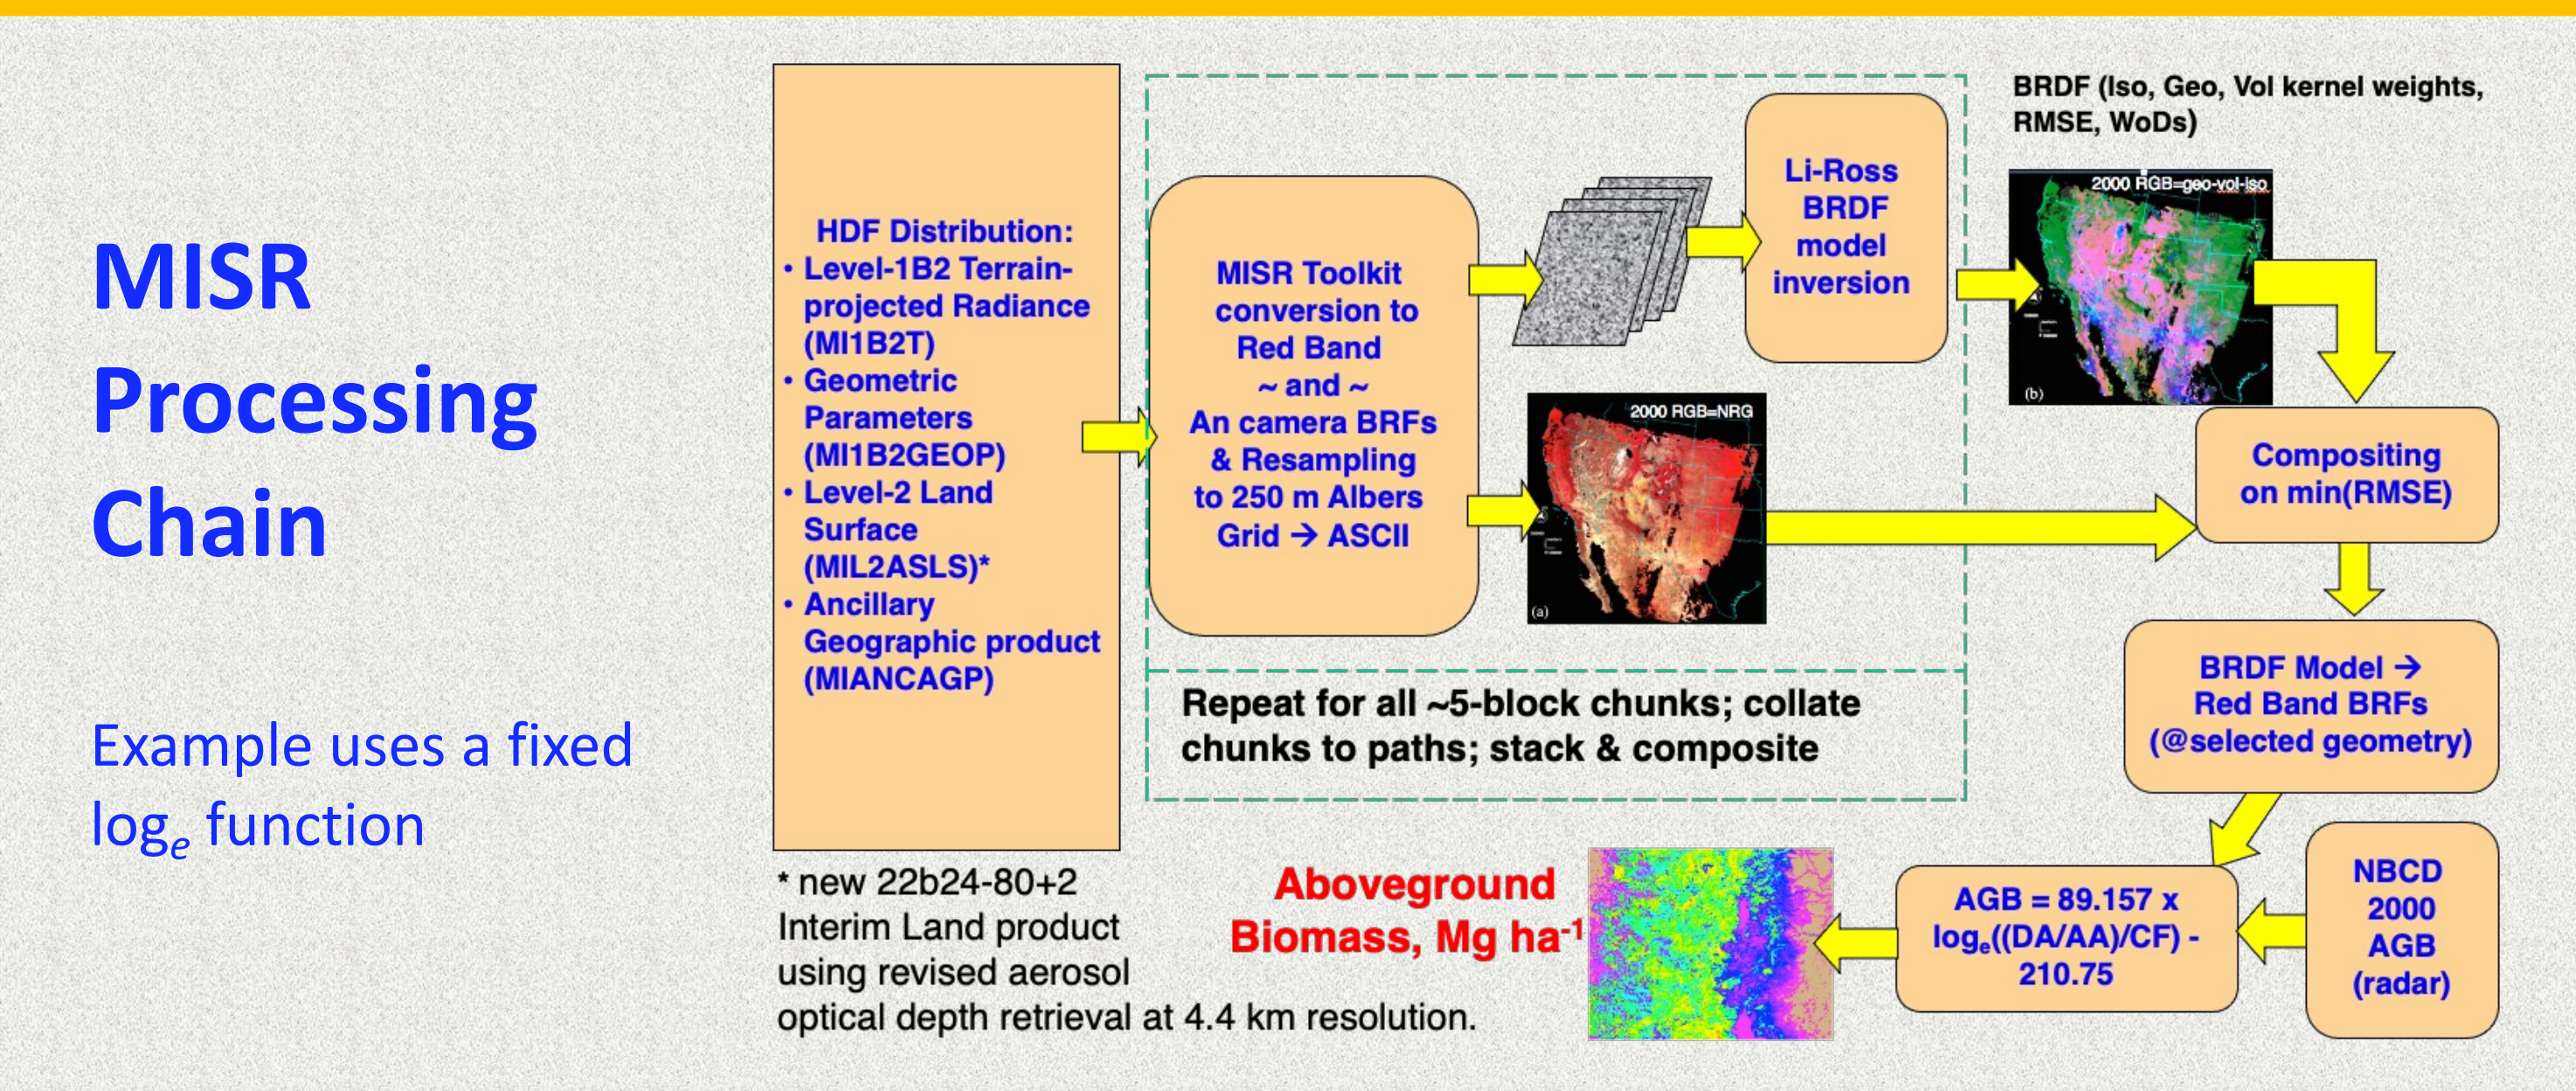 MISR
Processing
Chain
Example uses a fixed
logₑ function
HDF Distribution:
• Level-1B2 Terrain-
projected Radiance
(MI1B2T)
• Geometric
Parameters
(MI1B2GEOP)
• Level-2 Land
Surface
(MIL2ASLS)*
• Ancillary
Geographic product
(MIANCAGP)
* new 22b24-80+2
Interim Land product
using revised aerosol
optical depth retrieval at 4.4 km resolution.
MISR Toolkit
conversion to
Red Band
~ and ~
An camera BRFs
& Resampling
to 250 m Albers
Grid → ASCII
Li-Ross
BRDF
model
inversion
2000 RGB=NRG
(a)
Repeat for all ~5-block chunks; collate
chunks to paths; stack & composite
BRDF (Iso, Geo, Vol kernel weights,
RMSE, WoDs)
2000 RGB=geo-vol-iso
(b)
Compositing
on min(RMSE)
BRDF Model →
Red Band BRFs
(@selected geometry)
NBCD
2000
AGB
(radar)
AGB = 89.157 x
logₑ((DA/AA)/CF) -
210.75
Aboveground
Biomass, Mg ha⁻¹